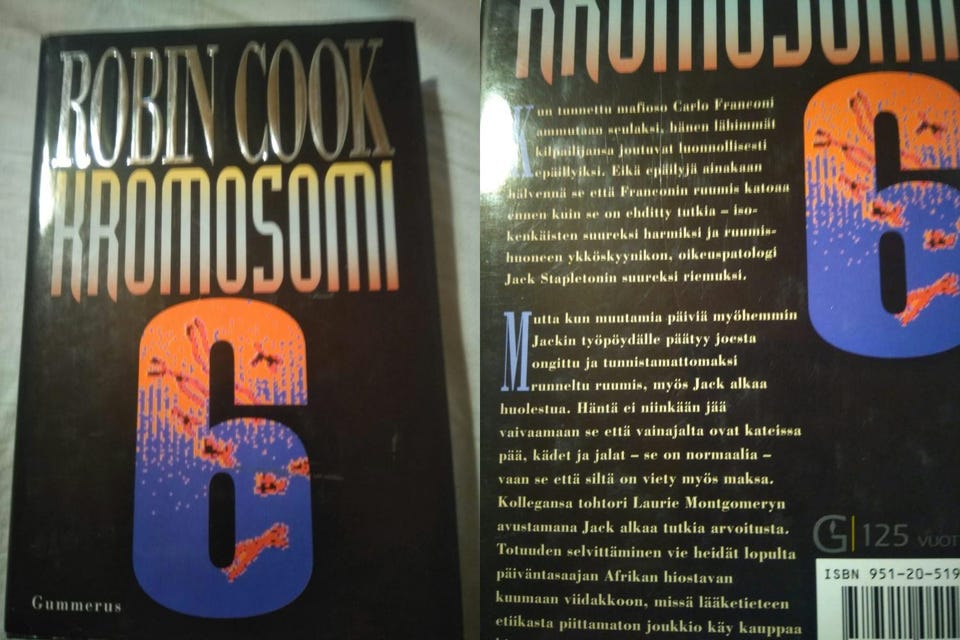 ROBIN COOK
KROMOSOMI
6
Gummerus
KROMOSOMI
6
Kun tunnettu mafioso Carlo Franconi
ammutaan seulaksi, hänen lähimmät
kilpailijansa joutuvat luonnollisesti
epäillyiksi. Eikä epäilyjä ainakaan
hälvennä se että Franconin ruumis katoaa
ennen kuin se on ehditty tutkia – iso-
kenkäisten suureksi harmiksi ja ruumis-
huoneen ykköskyynikon, oikeuspatologi
Jack Stapletonin suureksi riemuksi.
Mutta kun muutamia päiviä myöhemmin
Jackin työpöydälle päätyy joesta
ongittu ja tunnistamattomaksi
runneltu ruumis, myös Jack alkaa
huolestua. Häntä ei niinkään jää
vaivaamaan se että vainajalta ovat kateissa
pää, kädet ja jalat – se on normaalia –
vaan se että siltä on viety myös maksa.
Kollegansa tohtori Laurie Montgomeryn
avustamana Jack alkaa tutkia arvoitusta.
Totuuden selvittäminen vie heidät lopulta
päiväntasaajan Afrikan hiostavan
kuumaan viidakkoon, missä lääketieteen
etiikasta piittamaton joukkio käy kauppaa
G 125 VUOT
ISBN 951-20-519